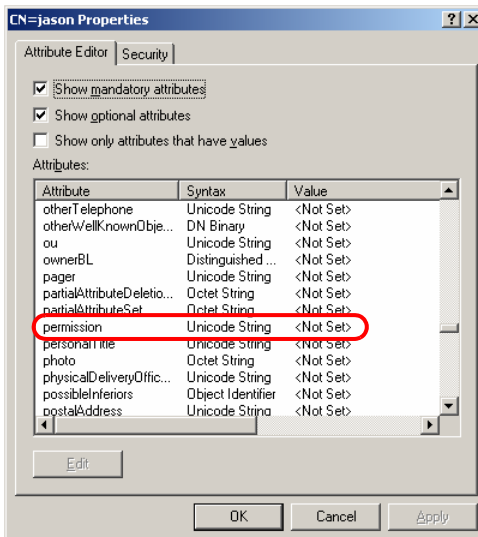 CN=jason Properties
Attribute Editor Security
Show mandatory attributes
Show optional attributes
Show only attributes that have values
Attributes:
Attribute Syntax Value
otherTelephone Unicode String <Not Set>
otherWellKnownObje... DN Binary <Not Set>
ou Unicode String <Not Set>
ownerBL Distinguished ... <Not Set>
pager Unicode String <Not Set>
partialAttributeDeletio... Octet String <Not Set>
partialAttributeSet Octet String <Not Set>
permission Unicode String <Not Set>
personalTitle Unicode String <Not Set>
photo Octet String <Not Set>
physicalDeliveryOffic... Unicode String <Not Set>
possibleInferiors Object Identifier <Not Set>
postalAddress Unicode String <Not Set>
Edit
OK Cancel Apply